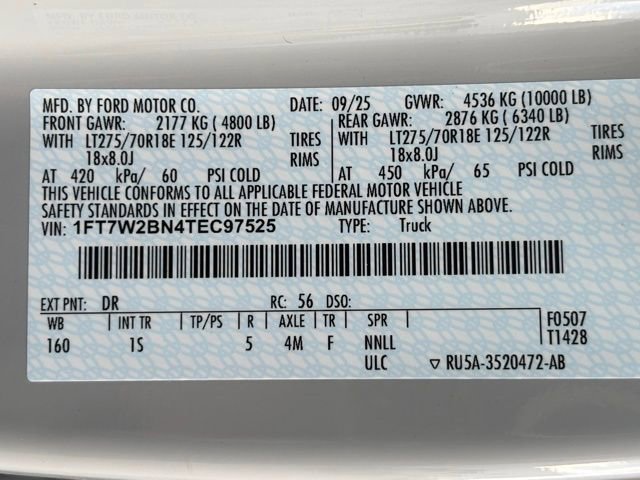 MFD. BY FORD MOTOR CO. DATE: 09/25 GVWR: 4536 KG (10000 LB)
FRONT GAWR: 2177 KG ( 4800 LB) REAR GAWR: 2876 KG ( 6340 LB)
WITH LT275/70R18E 125/122R TIRES WITH LT275/70R18E 125/122R TIRES
18x8.0J RIMS 18x8.0J RIMS
AT 420 kPa/ 60 PSI COLD AT 450 kPa/ 65 PSI COLD
THIS VEHICLE CONFORMS TO ALL APPLICABLE FEDERAL MOTOR VEHICLE
SAFETY STANDARDS IN EFFECT ON THE DATE OF MANUFACTURE SHOWN ABOVE.
VIN: 1FT7W2BN4TEC97525 TYPE: Truck
EXT PNT: DR RC: 56 DSO:
WB INT TR TP/PS R AXLE TR SPR F0507
160 1S 5 4M F NNLL T1428
ULC ▽ RU5A-3520472-AB